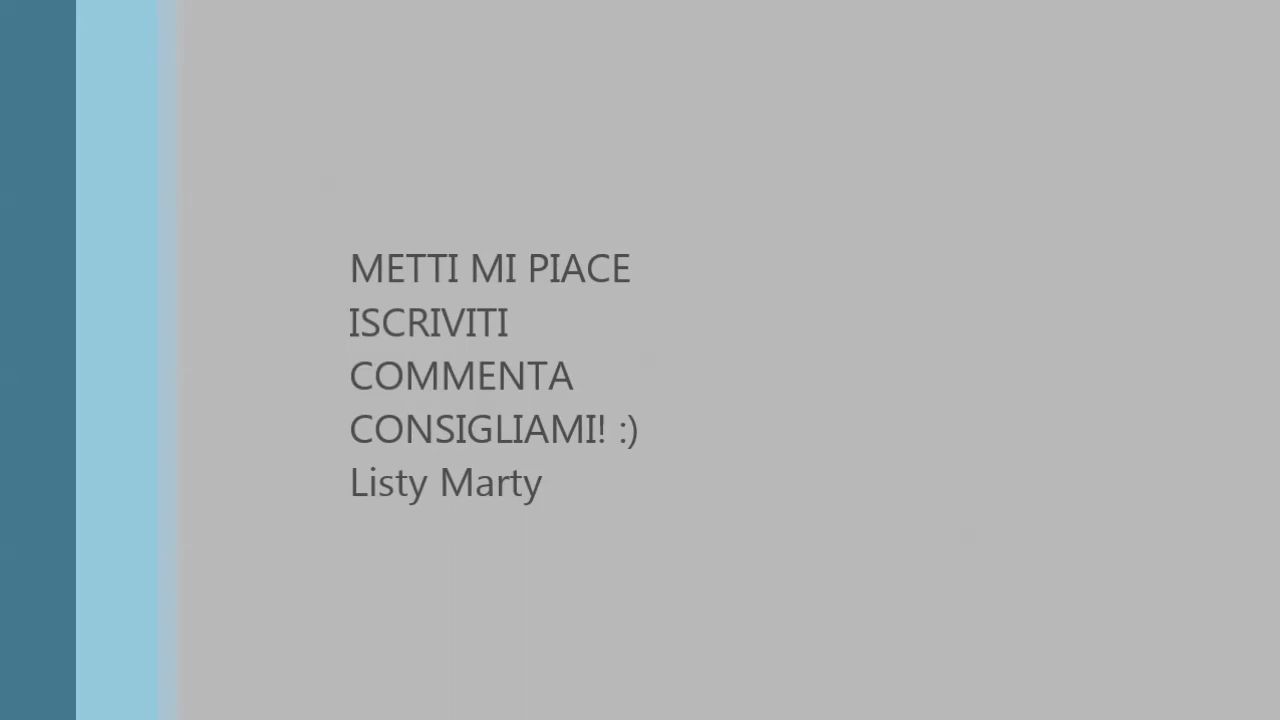 METTI MI PIACE
ISCRIVITI
COMMENTA
CONSIGLIAMI! :)
Listy Marty